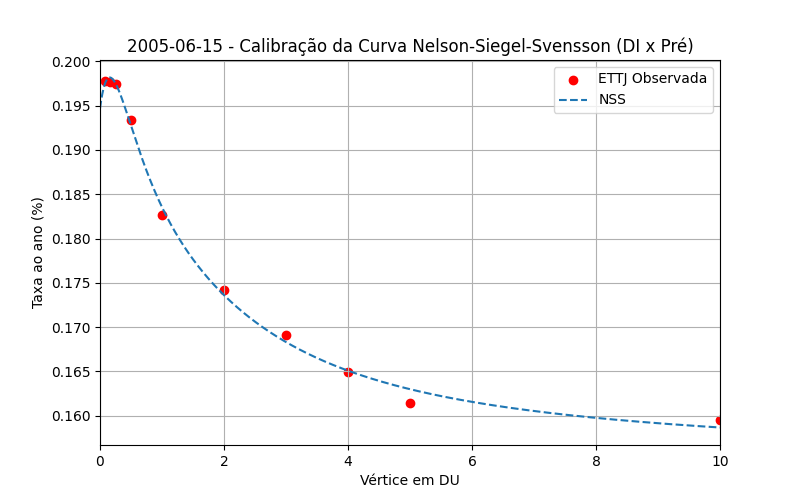 2005-06-15 - Calibração da Curva Nelson-Siegel-Svensson (DI x Pré)
ETTJ Observada
NSS
Taxa ao ano (%)
0.200
0.195
0.190
0.185
0.180
0.175
0.170
0.165
0.160
0 2 4 6 8 10
Vértice em DU